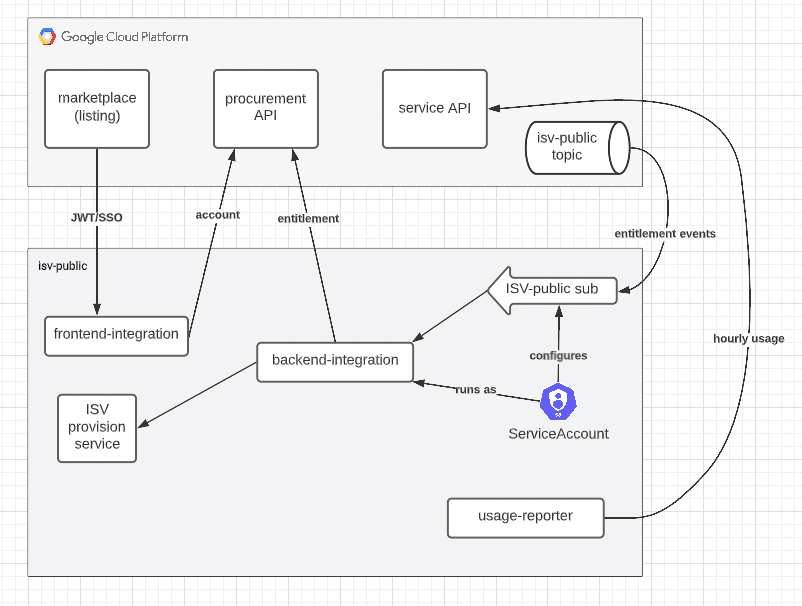 Google Cloud Platform
marketplace
(listing)
procurement
API
service API
isv-public
topic
JWT/SSO
account
entitlement
entitlement events
isv-public
ISV-public sub
frontend-integration
backend-integration
configures
hourly usage
runs as
ISV
provision
service
ServiceAccount
usage-reporter